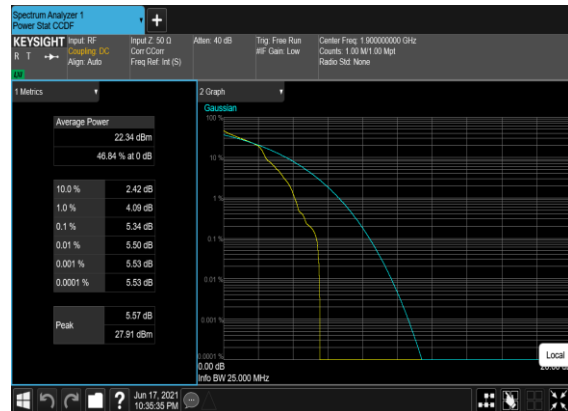 Spectrum Analyzer 1
Power Stat CCDF
KEYSIGHT
R T
Input: RF
Coupling: DC
Align: Auto
Input Z: 50 Ω
Corr CCorr
Freq Ref: Int (S)
Atten: 40 dB
Trig: Free Run
#IF Gain: Low
Center Freq: 1.900000000 GHz
Counts: 1.00 M/1.00 Mpt
Radio Std: None
1 Metrics
Average Power
22.34 dBm
46.84 % at 0 dB
10.0 % 2.42 dB
1.0 % 4.09 dB
0.1 % 5.34 dB
0.01 % 5.50 dB
0.001 % 5.53 dB
0.0001 % 5.53 dB
Peak
5.57 dB
27.91 dBm
2 Graph
Gaussian
100 %
10 %
1 %
0.1 %
0.01 %
0.001 %
0.0001 %
0.00 dB
Info BW 25.000 MHz
Local
Jun 17, 2021
10:35:35 PM